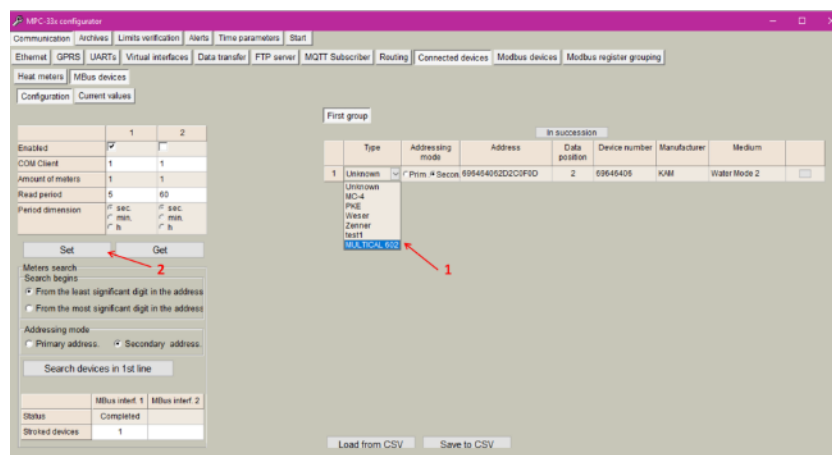 MPC-33x configurator
Communication Archives Limits verification Alerts Time parameters Start
Ethernet GPRS UARTs Virtual interfaces Data transfer FTP server MQTT Subscriber Routing Connected devices Modbus devices Modbus register grouping
Heat meters MBus devices
Configuration Current values
First group
1 2
In succession
Enabled
Type Addressing mode Address Data position Device number Manufacturer Medium
COM Client 1 1
Amount of meters 1 1
1 Unknown Prim. Secon. 696464062D2C0F0D 2 69646406 KAM Water Mode 2
Read period 5 60
Period dimension sec. sec.
min. min.
h h
Unknown
MC-4
PKE
Weser
Zenner
test1
MULTICAL 602
1
Set Get
2
Meters search
Search begins
From the least significant digit in the address
From the most significant digit in the address
Addressing mode
Primary address. Secondary address.
Search devices in 1st line
MBus interf. 1 MBus interf. 2
Status Completed
Stroked devices 1
Load from CSV Save to CSV